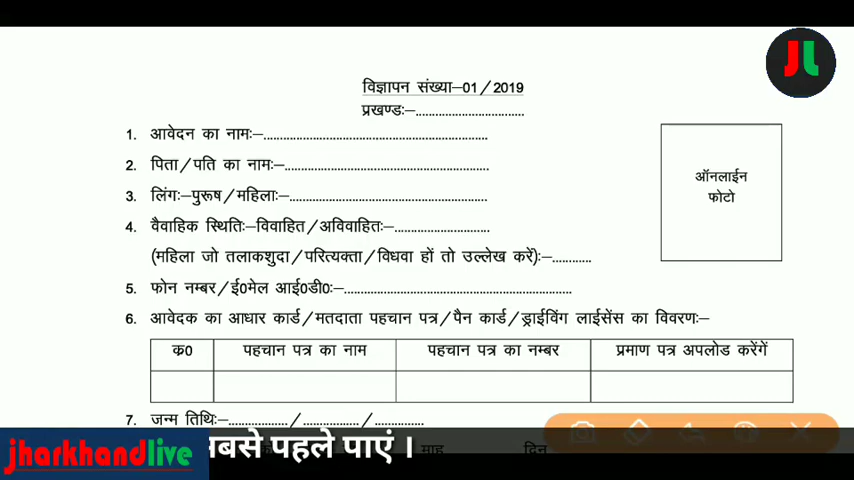 JL
विज्ञापन संख्या–01/2019
प्रखण्डः–.................................
1. आवेदन का नामः–....................................................................
2. पिता/पति का नामः–..............................................................
3. लिंगः–पुरूष/महिलाः–............................................................
4. वैवाहिक स्थितिः–विवाहित/अविवाहितः–.............................
(महिला जो तलाकशुदा/परित्यक्ता/विधवा हों तो उल्लेख करें)ः–............
5. फोन नम्बर/ई0मेल आई0डी0ः–.....................................................................
6. आवेदक का आधार कार्ड/मतदाता पहचान पत्र/पैन कार्ड/ड्राईविंग लाईसेंस का विवरणः–
ऑनलाईन
फोटो
क्र0 पहचान पत्र का नाम पहचान पत्र का नम्बर प्रमाण पत्र अपलोड करेंगें
7. जन्म तिथिः–................../................./...............
सबसे पहले पाएं।
माह दिन
jharkhandlive